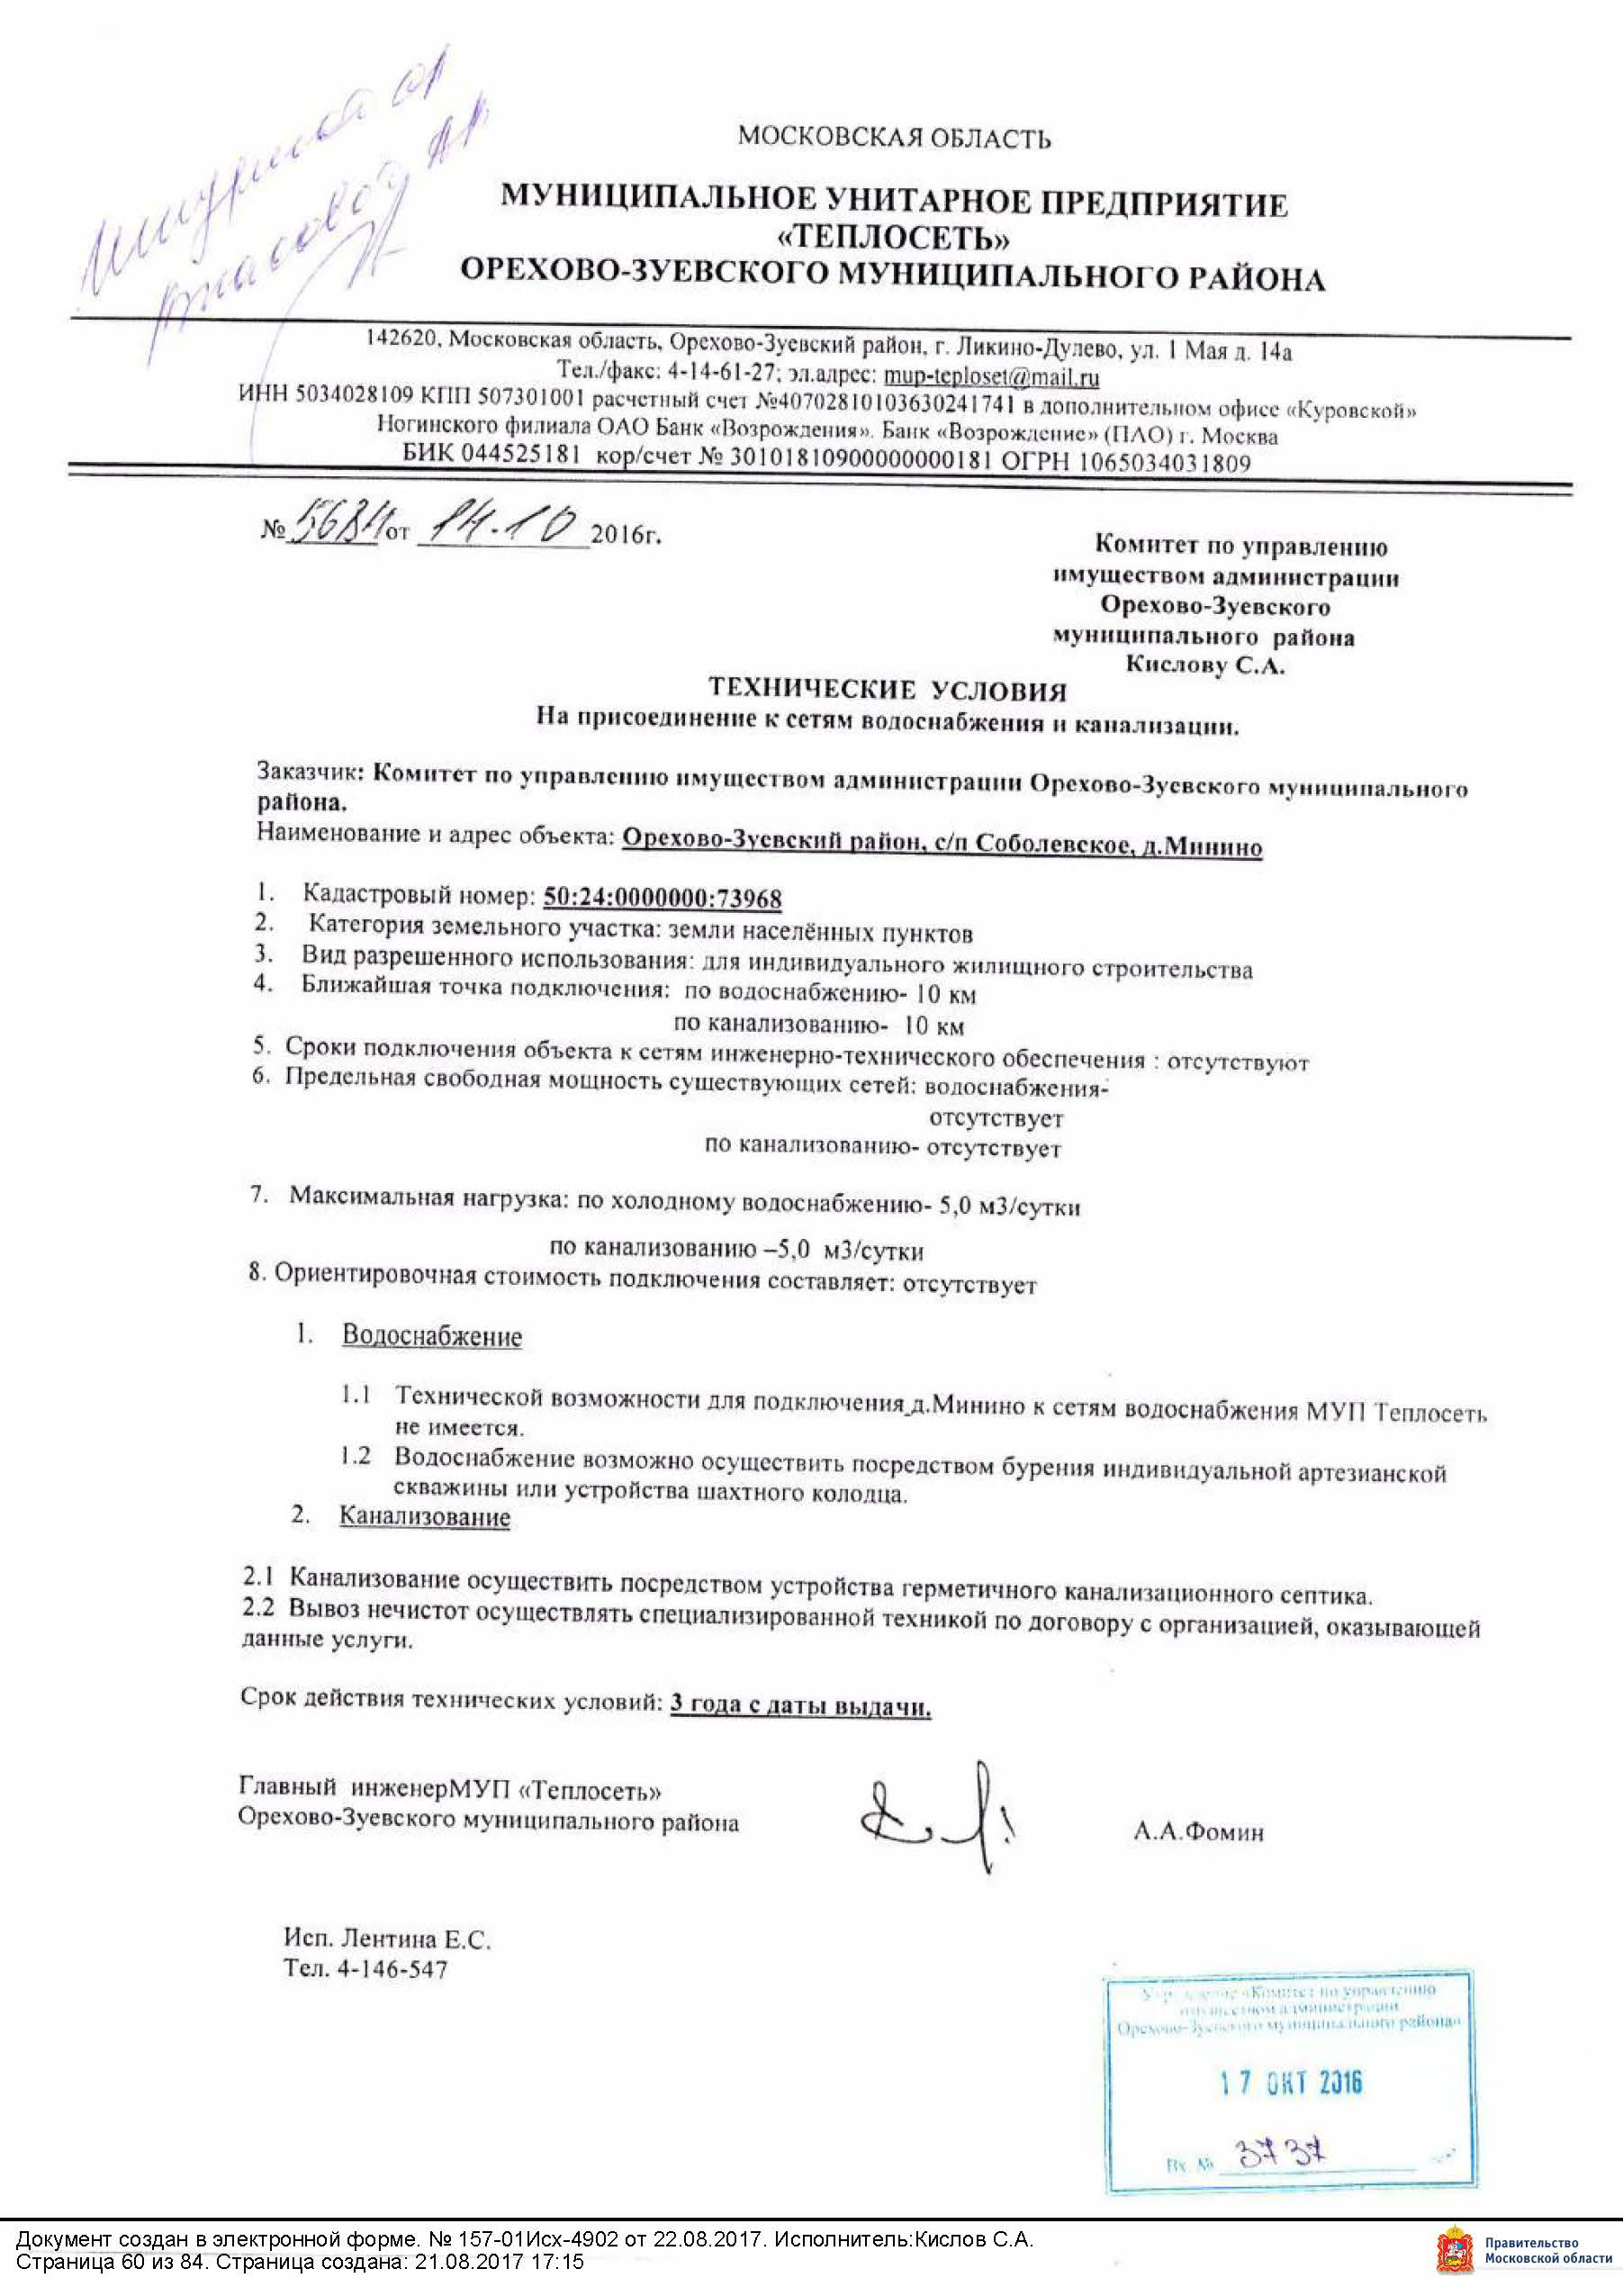 МОСКОВСКАЯ ОБЛАСТЬ
МУНИЦИПАЛЬНОЕ УНИТАРНОЕ ПРЕДПРИЯТИЕ
«ТЕПЛОСЕТЬ»
ОРЕХОВО-ЗУЕВСКОГО МУНИЦИПАЛЬНОГО РАЙОНА
142620, Московская область, Орехово-Зуевский район, г. Ликино-Дулево, ул. 1 Мая д. 14а
Тел./факс: 4-14-61-27; эл.адрес: mup-teploset@mail.ru
ИНН 5034028109 КПП 507301001 расчетный счет №40702810103630241741 в дополнительном офисе «Куровской»
Ногинского филиала ОАО Банк «Возрождения». Банк «Возрождение» (ПАО) г. Москва
БИК 044525181 кор/счет № 30101810900000000181 ОГРН 1065034031809
№ от 14.10 2016г.
Комитет по управлению
имуществом администрации
Орехово-Зуевского
муниципального района
Кислову С.А.
ТЕХНИЧЕСКИЕ УСЛОВИЯ
На присоединение к сетям водоснабжения и канализации.
Заказчик: Комитет по управлению имуществом администрации Орехово-Зуевского муниципального
района.
Наименование и адрес объекта: Орехово-Зуевский район, с/п Соболевское, д.Минино
1. Кадастровый номер: 50:24:0000000:73968
2. Категория земельного участка: земли населённых пунктов
3. Вид разрешенного использования: для индивидуального жилищного строительства
4. Ближайшая точка подключения: по водоснабжению- 10 км
по канализованию- 10 км
5. Сроки подключения объекта к сетям инженерно-технического обеспечения : отсутствуют
6. Предельная свободная мощность существующих сетей: водоснабжения-
отсутствует
по канализованию- отсутствует
7. Максимальная нагрузка: по холодному водоснабжению- 5,0 м3/сутки
по канализованию –5,0 м3/сутки
8. Ориентировочная стоимость подключения составляет: отсутствует
1. Водоснабжение
1.1 Технической возможности для подключения д.Минино к сетям водоснабжения МУП Теплосеть
не имеется.
1.2 Водоснабжение возможно осуществить посредством бурения индивидуальной артезианской
скважины или устройства шахтного колодца.
2. Канализование
2.1 Канализование осуществить посредством устройства герметичного канализационного септика.
2.2 Вывоз нечистот осуществлять специализированной техникой по договору с организацией, оказывающей
данные услуги.
Срок действия технических условий: 3 года с даты выдачи.
Главный инженерМУП «Теплосеть»
Орехово-Зуевского муниципального района
А.А.Фомин
Исп. Лентина Е.С.
Тел. 4-146-547
«Комитет по управлению
имуществом администрации
Орехово-Зуевского муниципального района»
17 ОКТ 2016
Вх. № 3737
Документ создан в электронной форме. № 157-01Исх-4902 от 22.08.2017. Исполнитель:Кислов С.А.
Страница 60 из 84. Страница создана: 21.08.2017 17:15
Правительство
Московской области